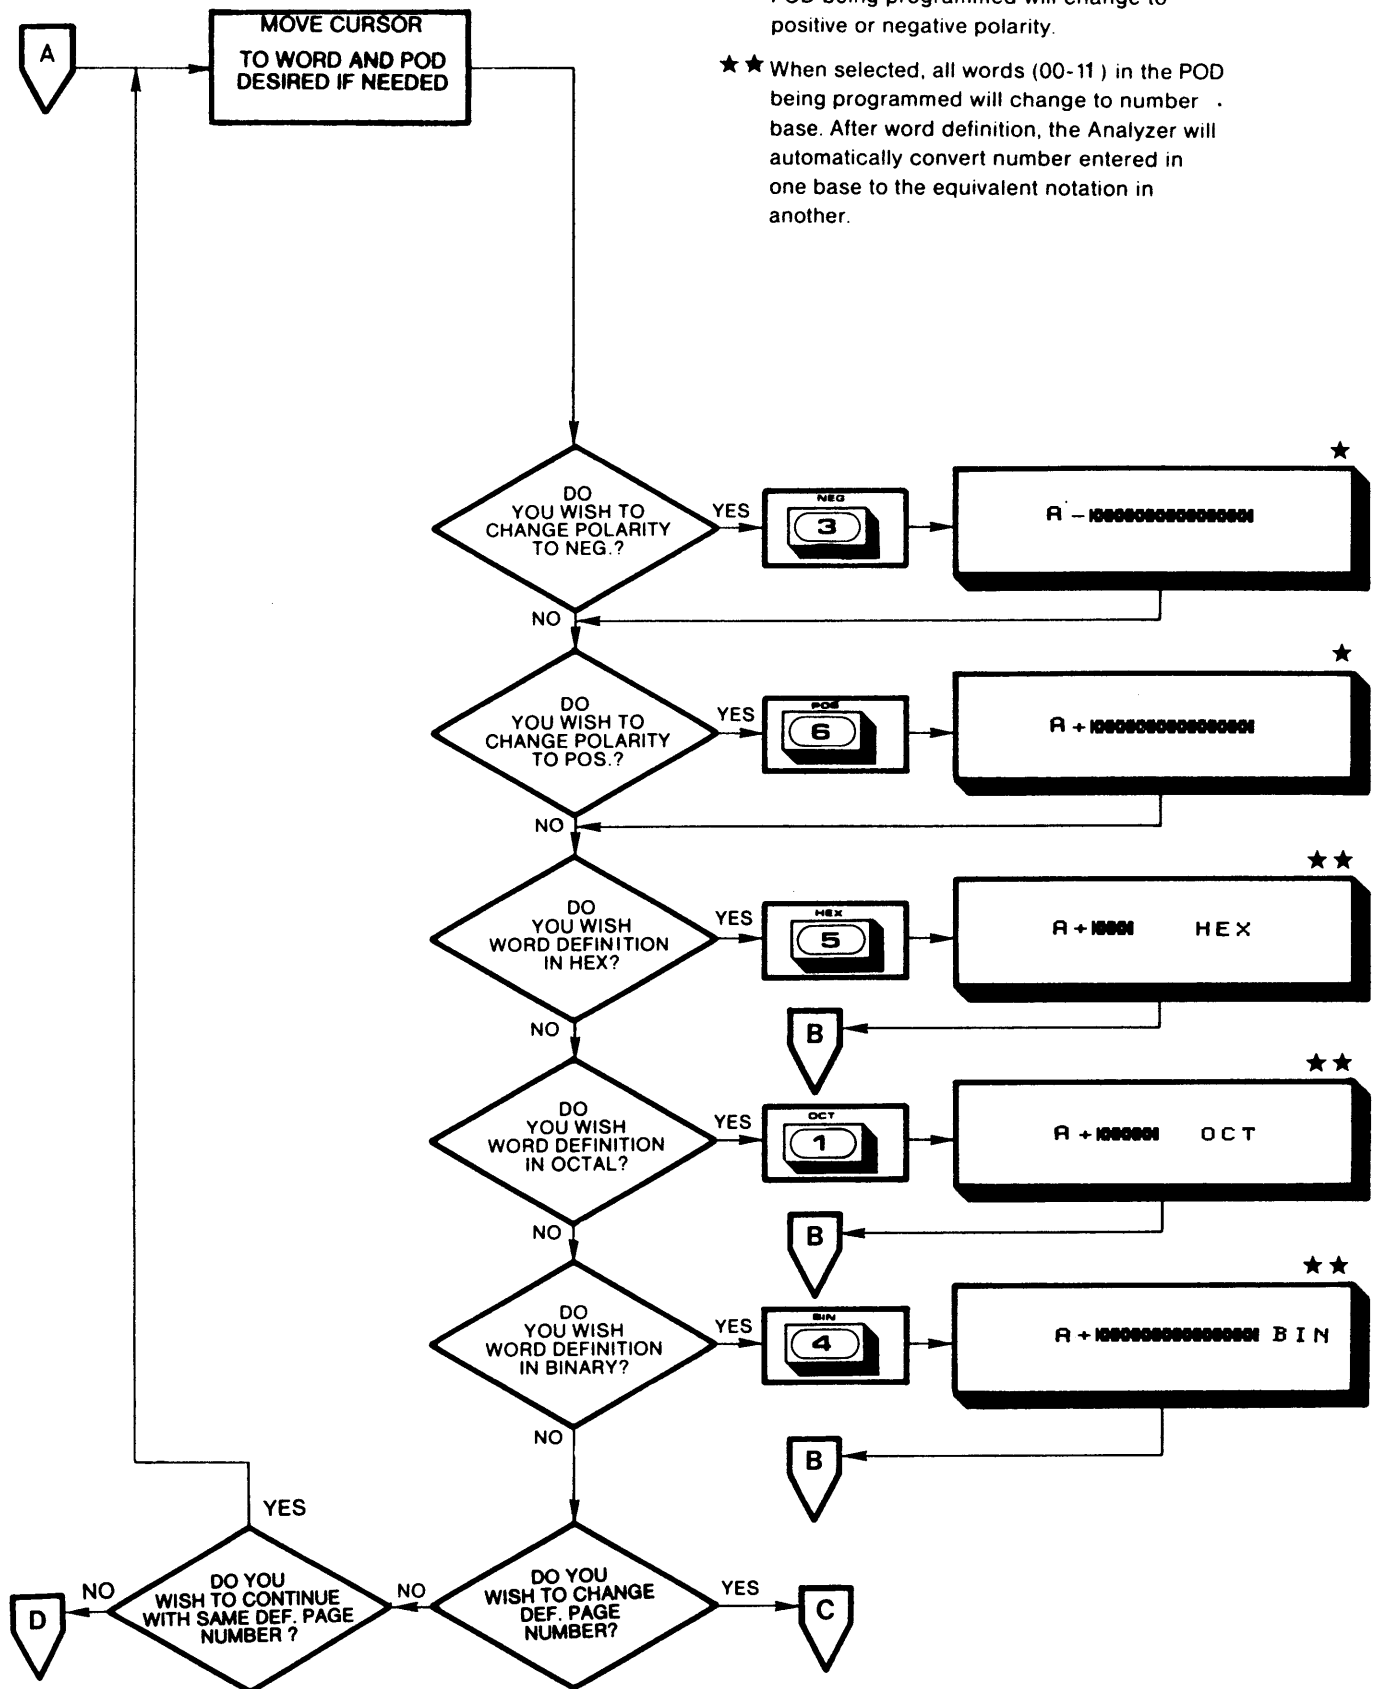 POD being programmed will change to
positive or negative polarity.
★★ When selected, all words (00-11) in the POD
being programmed will change to number
base. After word definition, the Analyzer will
automatically convert number entered in
one base to the equivalent notation in
another.
A
MOVE CURSOR
TO WORD AND POD
DESIRED IF NEEDED
★
DO
YOU WISH TO
CHANGE POLARITY
TO NEG.?
YES
NEG
3
A -
NO
★
DO
YOU WISH TO
CHANGE POLARITY
TO POS.?
YES
POS
6
A +
NO
★★
DO
YOU WISH
WORD DEFINITION
IN HEX?
YES
HEX
5
A + HEX
NO
B
★★
DO
YOU WISH
WORD DEFINITION
IN OCTAL?
YES
OCT
1
A + OCT
NO
B
★★
DO
YOU WISH
WORD DEFINITION
IN BINARY?
YES
BIN
4
A + BIN
NO
B
YES
DO YOU
WISH TO CONTINUE
WITH SAME DEF. PAGE
NUMBER ?
NO
D
NO
DO YOU
WISH TO CHANGE
DEF. PAGE
NUMBER?
YES
C